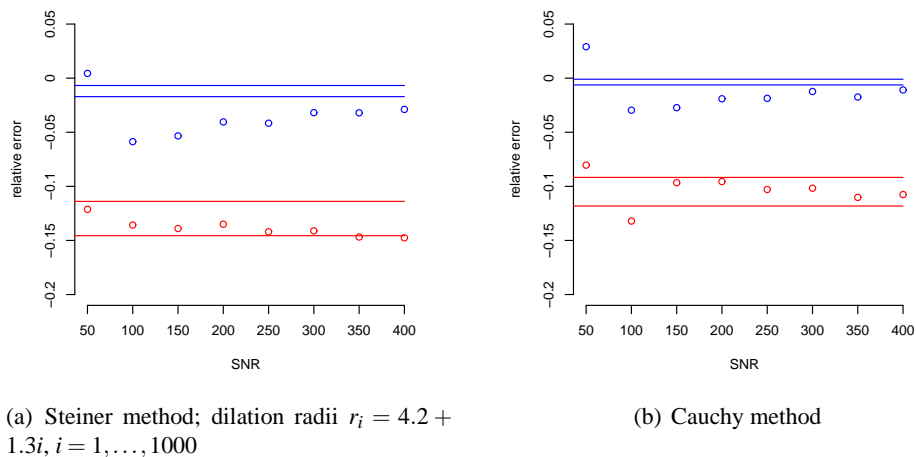 0.05
0
−0.05
−0.1
−0.15
−0.2
relative error
50 100 150 200 250 300 350 400
SNR
0.05
0
−0.05
−0.1
−0.15
−0.2
relative error
50 100 150 200 250 300 350 400
SNR
(a) Steiner method; dilation radii r_i = 4.2 +
1.3i, i = 1,...,1000
(b) Cauchy method